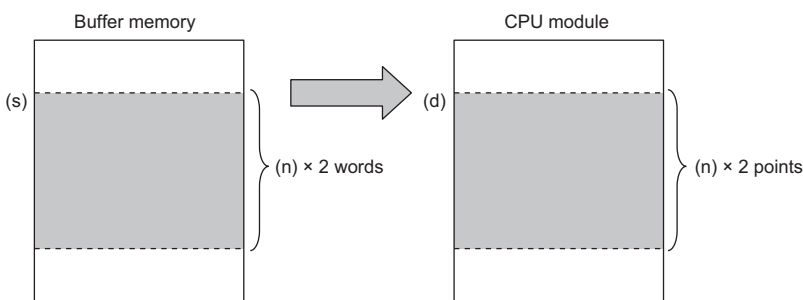 Buffer memory
CPU module
(s)
(d)
(n) × 2 words
(n) × 2 points